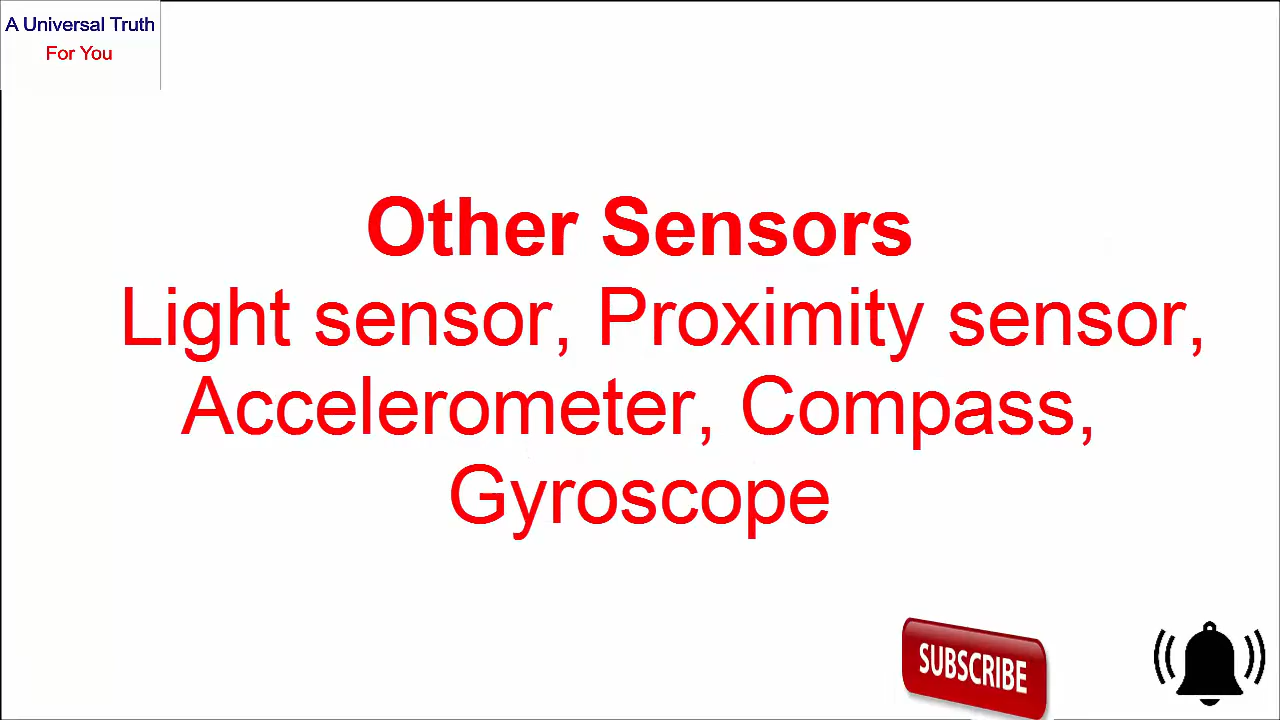 A Universal Truth
For You
Other Sensors
Light sensor, Proximity sensor,
Accelerometer, Compass,
Gyroscope
SUBSCRIBE